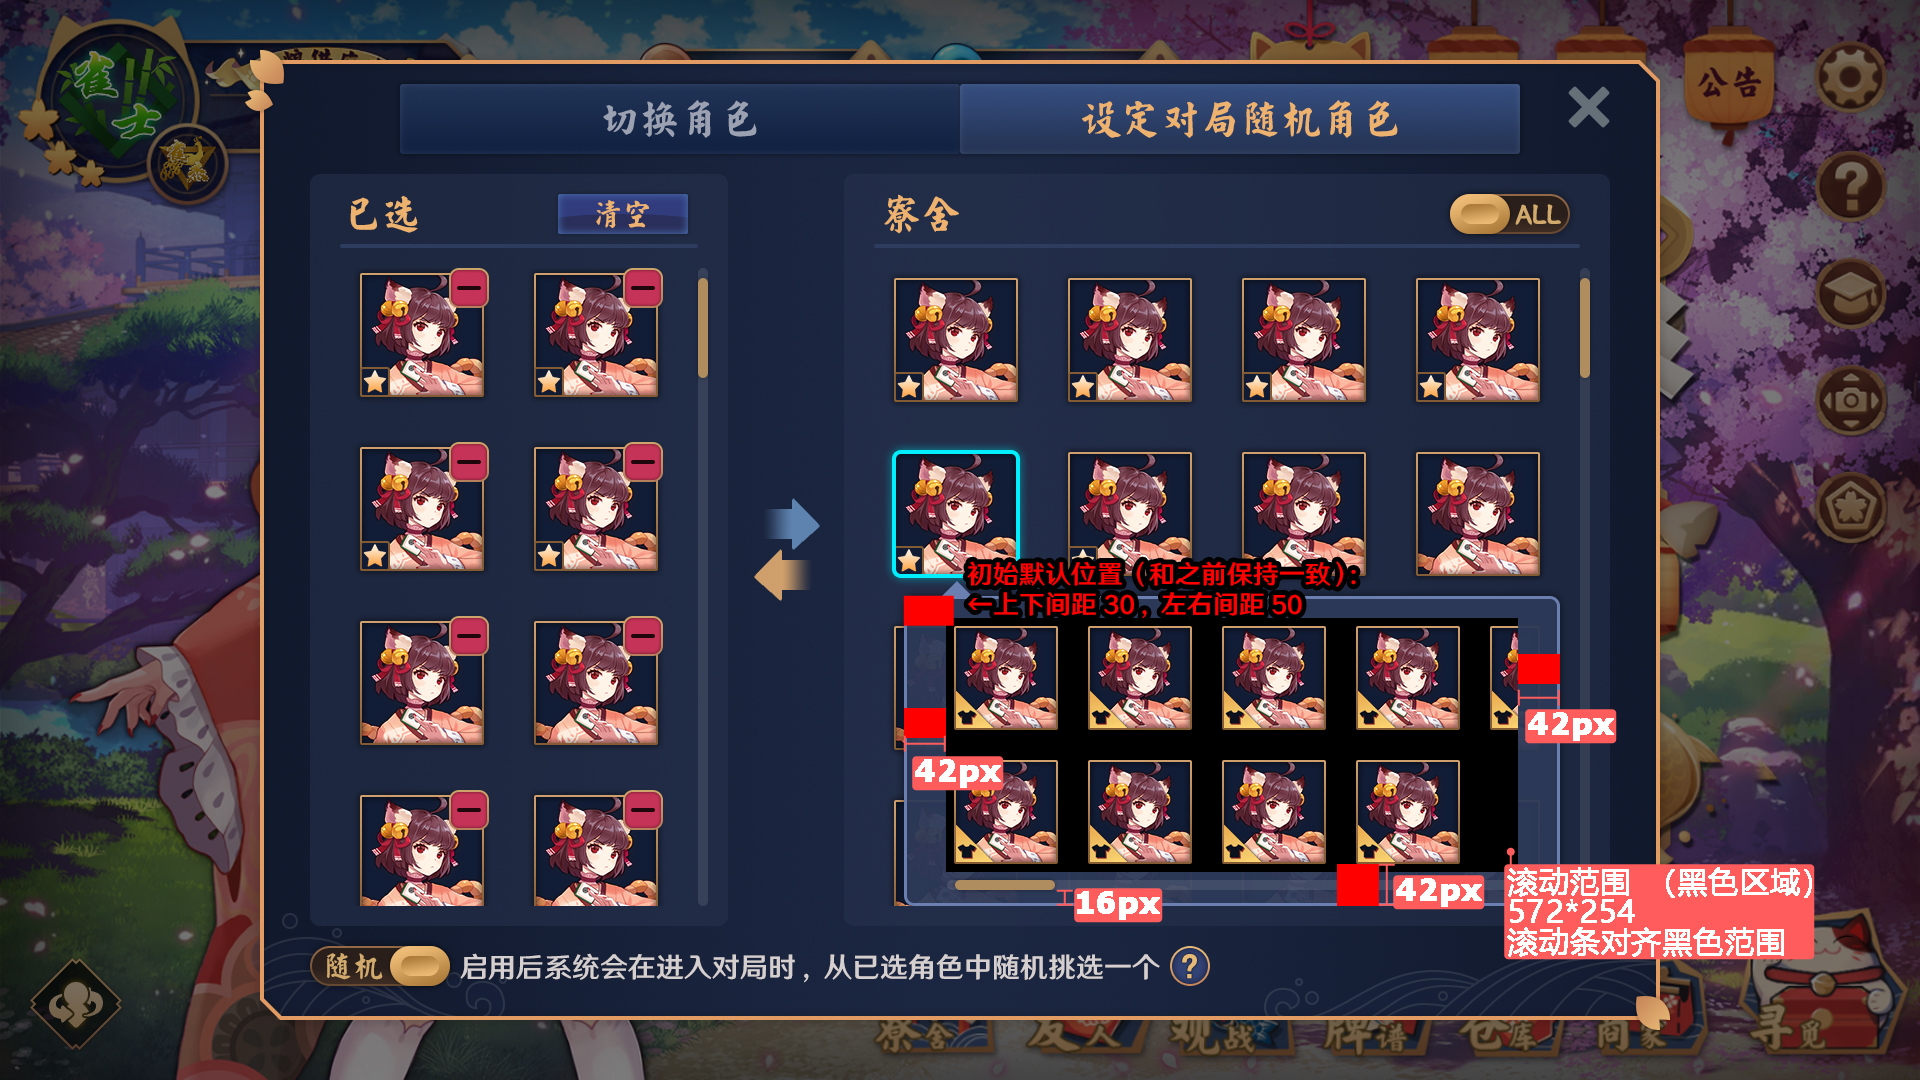 雀士
公告
切换角色
设定对局随机角色
已选
清空
寮舍
ALL
初始默认位置（和之前保持一致）:
←上下间距 30，左右间距 50
42px
42px
16px
42px
滚动范围 （黑色区域）
572*254
滚动条对齐黑色范围
随机
启用后系统会在进入对局时，从已选角色中随机挑选一个
?
寮舍
友人
观战
牌谱
仓库
商家
寻觅